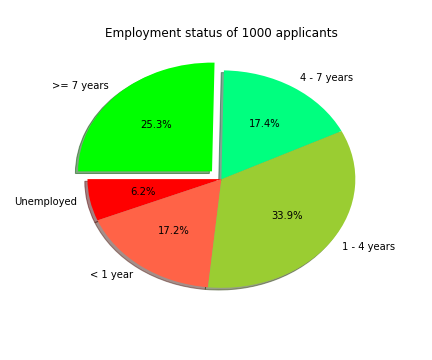 Employment status of 1000 applicants
>= 7 years
4 - 7 years
25.3%
17.4%
Unemployed
6.2%
17.2%
33.9%
< 1 year
1 - 4 years